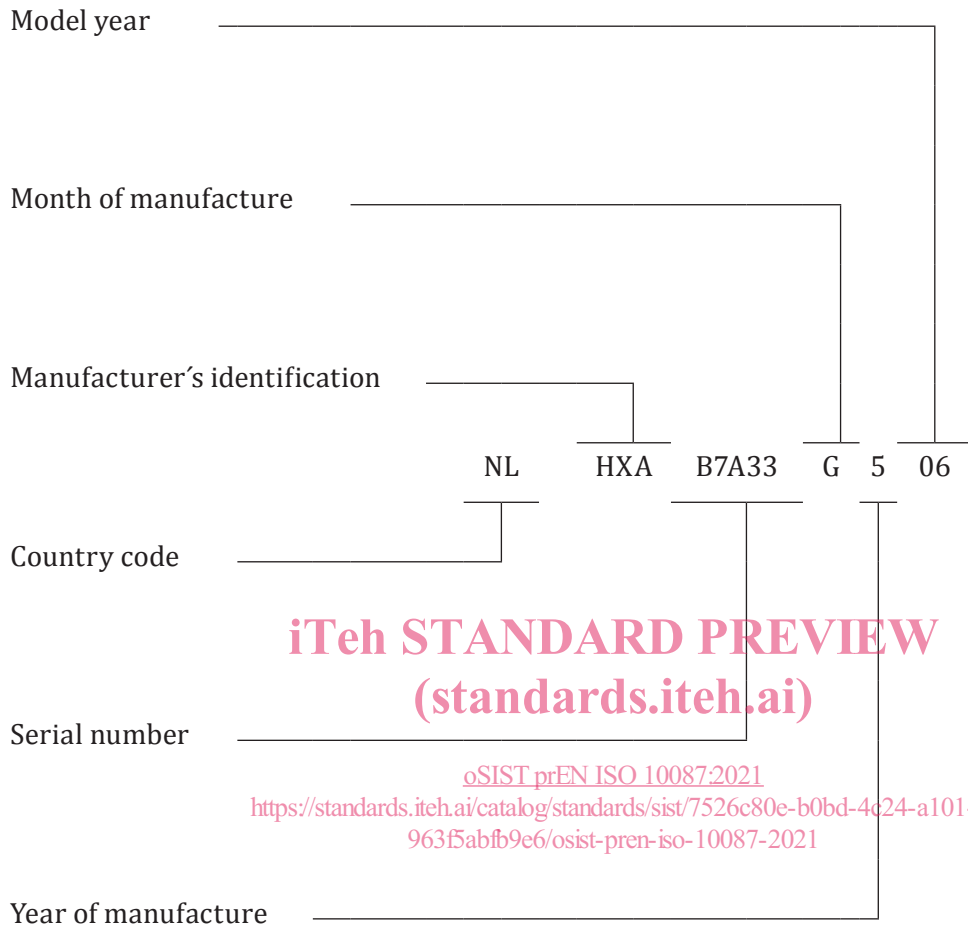 Model year
Month of manufacture
Manufacturer´s identification
NL HXA B7A33 G 5 06
Country code
iTeh STANDARD PREVIEW
(standards.iteh.ai)
Serial number
oSIST prEN ISO 10087:2021
https://standards.iteh.ai/catalog/standards/sist/7526c80e-b0bd-4c24-a101-
963f5abfb9e6/osist-pren-iso-10087-2021
Year of manufacture